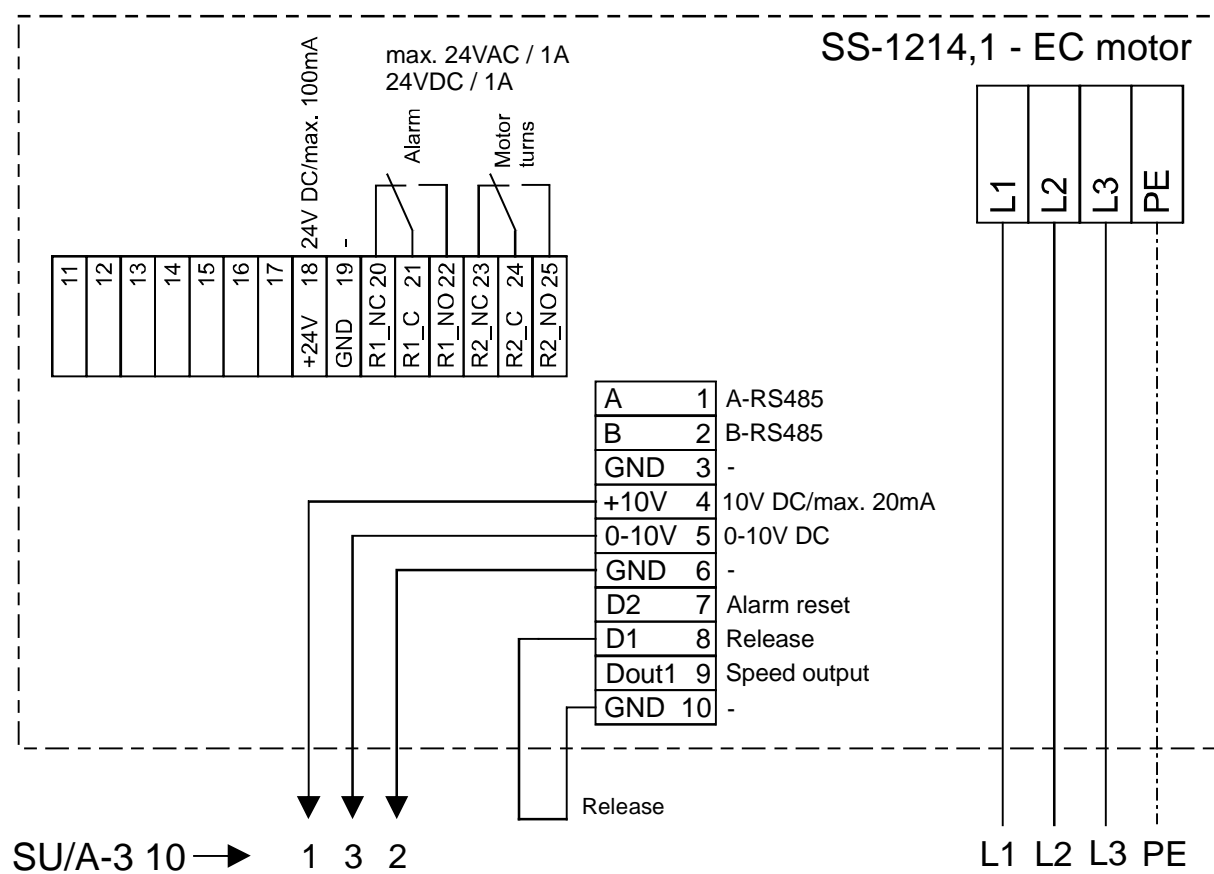 SS-1214,1 - EC motor
max. 24VAC / 1A
24VDC / 1A
24V DC/max. 100mA
-
Alarm
Motor
turns
11
12
13
14
15
16
17
+24V 18
GND 19
R1_NC 20
R1_C 21
R1_NO 22
R2_NC 23
R2_C 24
R2_NO 25
L1
L2
L3
PE
A 1 A-RS485
B 2 B-RS485
GND 3 -
+10V 4 10V DC/max. 20mA
0-10V 5 0-10V DC
GND 6 -
D2 7 Alarm reset
D1 8 Release
Dout1 9 Speed output
GND 10 -
Release
SU/A-3 10 1 3 2
L1 L2 L3 PE